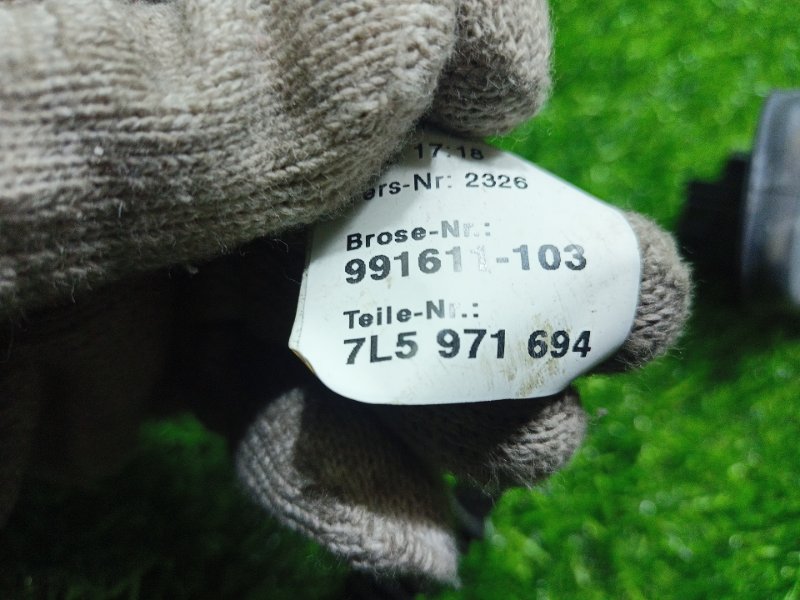 17:18
ers-Nr: 2326
Brose-Nr.:
991611-103
Teile-Nr.:
7L5 971 694